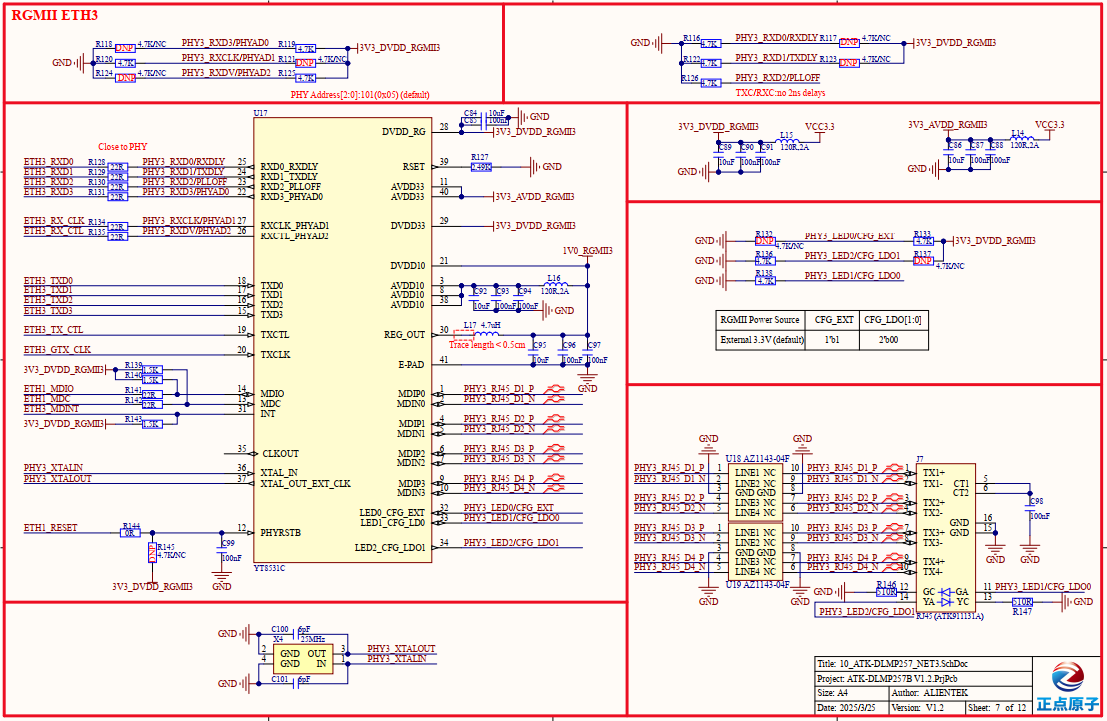 RGMII ETH3
R118 DNP 4.7K/NC PHY3_RXD3/PHYAD0 R119 4.7K 3V3_DVDD_RGMII3
GND R120 4.7K PHY3_RXCLK/PHYAD1 R121 DNP 4.7K/NC
R124 DNP 4.7K/NC PHY3_RXDV/PHYAD2 R125 4.7K
PHY Address[2:0]:101(0x05) (default)
GND R116 4.7K PHY3_RXD0/RXDLY R117 DNP 4.7K/NC 3V3_DVDD_RGMII3
R122 4.7K PHY3_RXD1/TXDLY R123 DNP 4.7K/NC
R126 4.7K PHY3_RXD2/PLLOFF
TXC/RXC:no 2ns delays
U17
Close to PHY
ETH3_RXD0 R128 22R PHY3_RXD0/RXDLY 25 RXD0_RXDLY
ETH3_RXD1 R129 22R PHY3_RXD1/TXDLY 24 RXD1_TXDLY
ETH3_RXD2 R130 22R PHY3_RXD2/PLLOFF 23 RXD2_PLLOFF
ETH3_RXD3 R131 22R PHY3_RXD3/PHYAD0 22 RXD3_PHYAD0
ETH3_RX_CLK R134 22R PHY3_RXCLK/PHYAD1 27 RXCLK_PHYAD1
ETH3_RX_CTL R135 22R PHY3_RXDV/PHYAD2 26 RXCTL_PHYAD2
ETH3_TXD0 18 TXD0
ETH3_TXD1 17 TXD1
ETH3_TXD2 16 TXD2
ETH3_TXD3 15 TXD3
ETH3_TX_CTL 19 TXCTL
ETH3_GTX_CLK 20 TXCLK
3V3_DVDD_RGMII3 R139 1.5K
R140 1.5K
ETH1_MDIO R141 22R 14 MDIO
ETH1_MDC R142 22R 13 MDC
ETH3_MDINT 31 INT
3V3_DVDD_RGMII3 R143 1.5K
35 CLKOUT
PHY3_XTALIN 36 XTAL_IN
PHY3_XTALOUT 37 XTAL_OUT_EXT_CLK
ETH1_RESET R144 0R 12 PHYRSTB
R145 DNP 4.7K/NC
C99 100nF
3V3_DVDD_RGMII3 GND
YT8531C
DVDD_RG 28 C84 10uF GND
C85 100nF
3V3_DVDD_RGMII3
RSET 39 R127 2.49K GND
AVDD33 11
AVDD33 40 3V3_AVDD_RGMII3
DVDD33 29 3V3_DVDD_RGMII3
1V0_RGMII3
DVDD10 21
AVDD10 3 L16 120R,2A
AVDD10 8 C92 C93 C94
AVDD10 38 10uF 100nF 100nF
GND
REG_OUT 30 L17 4.7uH
Trace length < 0.5cm
C95 10uF C96 100nF C97 100nF
E-PAD 41
GND
MDIP0 1 PHY3_RJ45_D1_P
MDIN0 2 PHY3_RJ45_D1_N
MDIP1 4 PHY3_RJ45_D2_P
MDIN1 5 PHY3_RJ45_D2_N
MDIP2 6 PHY3_RJ45_D3_P
MDIN2 7 PHY3_RJ45_D3_N
MDIP3 9 PHY3_RJ45_D4_P
MDIN3 10 PHY3_RJ45_D4_N
LED0_CFG_EXT 32 PHY3_LED0/CFG_EXT
LED1_CFG_LD0 33 PHY3_LED1/CFG_LDO0
LED2_CFG_LDO1 34 PHY3_LED2/CFG_LDO1
3V3_DVDD_RGMII3 L15 VCC3.3
C89 C90 C91 120R,2A
10uF 100nF 100nF
GND
3V3_AVDD_RGMII3 L14 VCC3.3
C86 C87 C88 120R,2A
10uF 100nF 100nF
GND
GND R132 DNP 4.7K/NC PHY3_LED0/CFG_EXT R133 4.7K 3V3_DVDD_RGMII3
GND R136 4.7K PHY3_LED2/CFG_LDO1 R137 DNP 4.7K/NC
GND R138 4.7K PHY3_LED1/CFG_LDO0
RGMII Power Source CFG_EXT CFG_LDO[1:0]
External 3.3V (default) 1'b1 2'b00
GND GND
U18 AZ1143-04F
PHY3_RJ45_D1_P 1 LINE1 NC 10 PHY3_RJ45_D1_P
PHY3_RJ45_D1_N 2 LINE2 NC 9 PHY3_RJ45_D1_N
3 GND GND 8
PHY3_RJ45_D2_P 4 LINE3 NC 7 PHY3_RJ45_D2_P
PHY3_RJ45_D2_N 5 LINE4 NC 6 PHY3_RJ45_D2_N
PHY3_RJ45_D3_P 1 LINE1 NC 10 PHY3_RJ45_D3_P
PHY3_RJ45_D3_N 2 LINE2 NC 9 PHY3_RJ45_D3_N
3 GND GND 8
PHY3_RJ45_D4_P 4 LINE3 NC 7 PHY3_RJ45_D4_P
PHY3_RJ45_D4_N 5 LINE4 NC 6 PHY3_RJ45_D4_N
U19 AZ1143-04F
GND GND
J7
1 TX1+ CT1 5
2 TX1- CT2 6
3 TX2+ C98 100nF
4 TX2- GND 16
7 TX3+ GND 15
8 TX3-
9 TX4+ GND GND
10 TX4-
GND R146 510R 12 GC GA 11 PHY3_LED1/CFG_LDO0
14 YA YC 13 510R GND
PHY3_LED2/CFG_LDO1 RJ45 (ATK911131A) R147
GND C100 6pF
X4 25MHz
2 GND OUT 3 PHY3_XTALOUT
4 GND IN 1 PHY3_XTALIN
GND C101 6pF
Title: 10_ATK-DLMP257_NET3.SchDoc
Project: ATK-DLMP257B V1.2.PrjPcb
Size: A4 Author: ALIENTEK
Date: 2025/3/25 Version: V1.2 Sheet: 7 of 12
正点原子